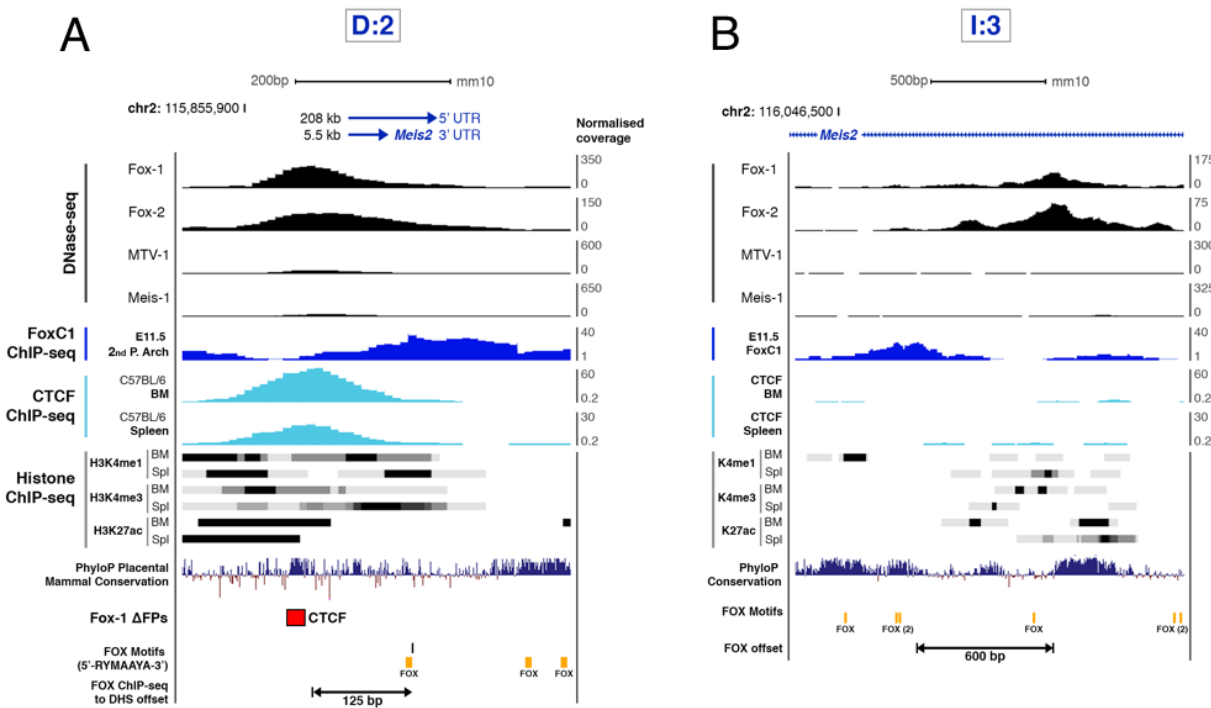 A
D:2
200bp
mm10
chr2: 115,855,900 I
208 kb
5' UTR
5.5 kb
Meis2
3' UTR
Normalised
coverage
DNase-seq
Fox-1
350
0
Fox-2
150
0
MTV-1
600
0
Meis-1
650
0
FoxC1
ChIP-seq
E11.5
2nd P. Arch
40
1
CTCF
ChIP-seq
C57BL/6
BM
60
0.2
C57BL/6
Spleen
30
0.2
Histone
ChIP-seq
H3K4me1
BM
Spl
H3K4me3
BM
Spl
H3K27ac
BM
Spl
PhyloP Placental
Mammal Conservation
Fox-1 ΔFPs
CTCF
FOX Motifs
(5'-RYMAAYA-3')
FOX
FOX
FOX
FOX ChIP-seq
to DHS offset
125 bp
B
I:3
500bp
mm10
chr2: 116,046,500 I
Meis2
DNase-seq
Fox-1
175
0
Fox-2
75
0
MTV-1
300
0
Meis-1
325
0
E11.5
FoxC1
40
1
CTCF
BM
60
0.2
CTCF
Spleen
30
0.2
K4me1
BM
Spl
K4me3
BM
Spl
K27ac
BM
Spl
PhyloP
Conservation
FOX Motifs
FOX
FOX (2)
FOX
FOX (2)
FOX offset
600 bp